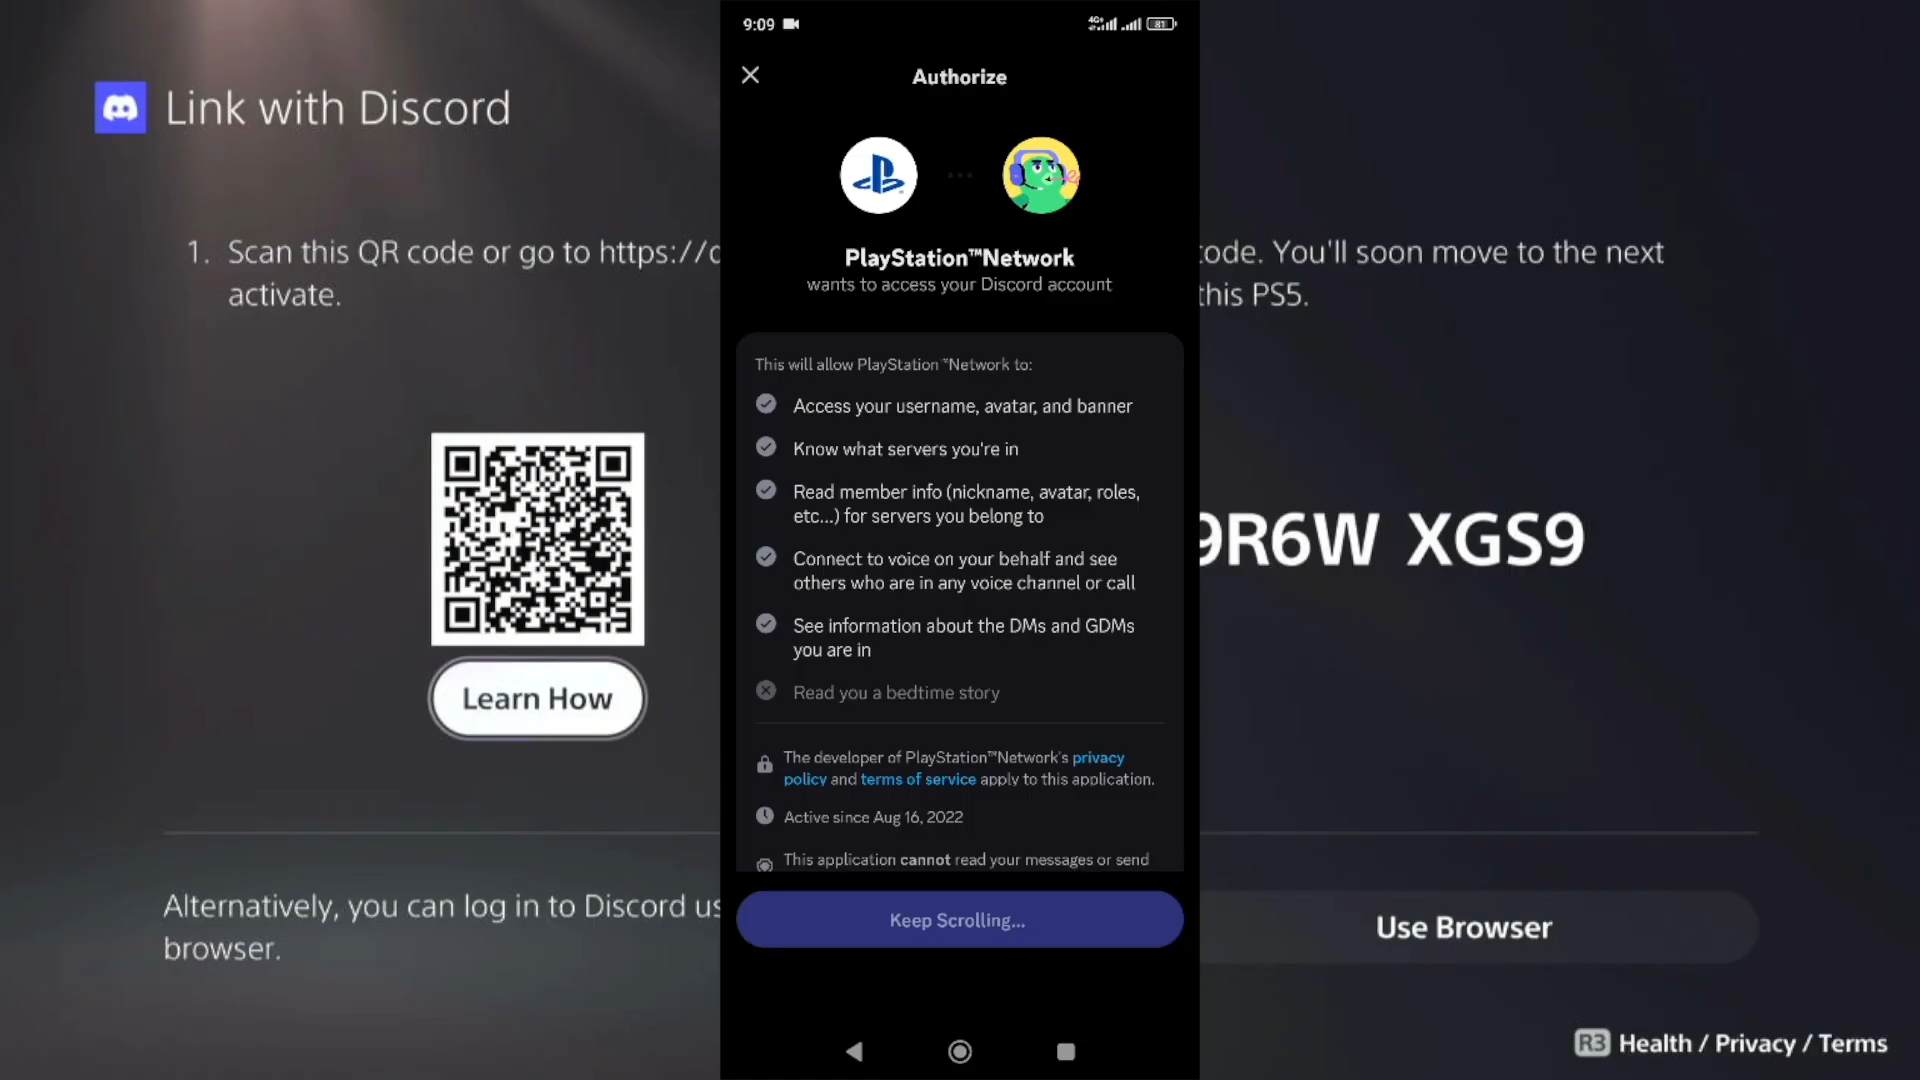 9:09
4G+
81
Authorize
Link with Discord
PlayStation™Network
wants to access your Discord account
1. Scan this QR code or go to https://d
activate.
code. You'll soon move to the next
this PS5.
This will allow PlayStation™Network to:
Access your username, avatar, and banner
Know what servers you're in
Read member info (nickname, avatar, roles,
etc...) for servers you belong to
Connect to voice on your behalf and see
others who are in any voice channel or call
See information about the DMs and GDMs
you are in
Read you a bedtime story
9R6W XGS9
Learn How
The developer of PlayStation™Network's privacy
policy and terms of service apply to this application.
Active since Aug 16, 2022
This application cannot read your messages or send
Keep Scrolling...
Alternatively, you can log in to Discord us
browser.
Use Browser
R3 Health / Privacy / Terms